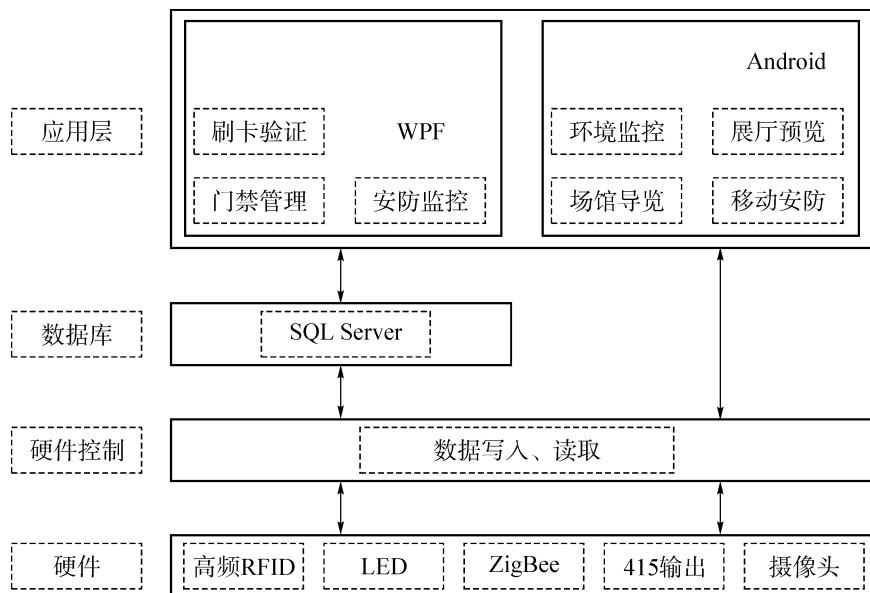 Android
应用层 刷卡验证 WPF 环境监控 展厅预览
门禁管理 安防监控 场馆导览 移动安防
数据库 SQL Server
硬件控制 数据写入、读取
硬件 高频RFID LED ZigBee 415输出 摄像头